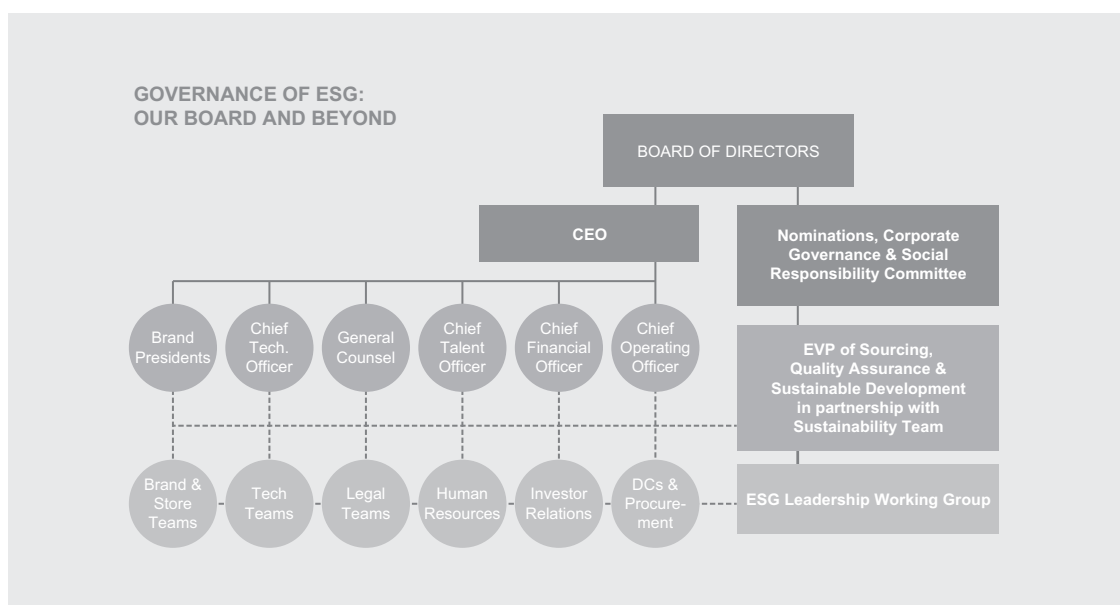 GOVERNANCE OF ESG:
OUR BOARD AND BEYOND
BOARD OF DIRECTORS
CEO
Nominations, Corporate
Governance & Social
Responsibility Committee
Brand
Presidents
Chief
Tech.
Officer
General
Counsel
Chief
Talent
Officer
Chief
Financial
Officer
Chief
Operating
Officer
EVP of Sourcing,
Quality Assurance &
Sustainable Development
in partnership with
Sustainability Team
Brand &
Store
Teams
Tech
Teams
Legal
Teams
Human
Resources
Investor
Relations
DCs &
Procure-
ment
ESG Leadership Working Group